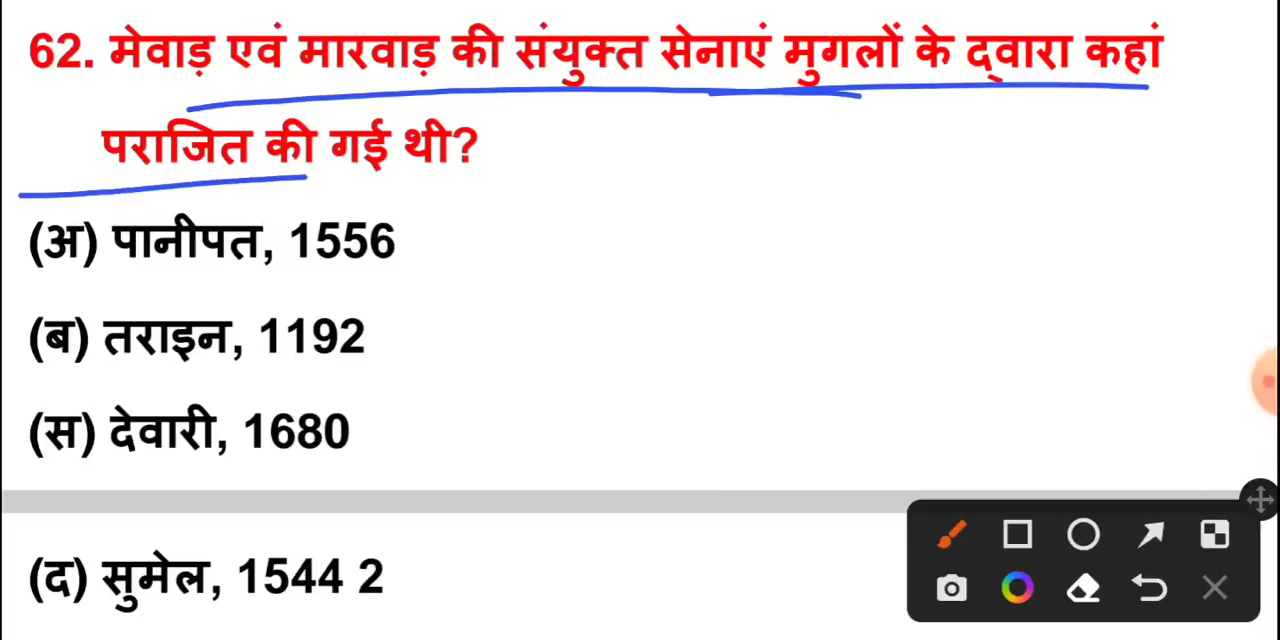 62. मेवाड़ एवं मारवाड़ की संयुक्त सेनाएं मुगलों के द्वारा कहां
पराजित की गई थी?
(अ) पानीपत, 1556
(ब) तराइन, 1192
(स) देवारी, 1680
(द) सुमेल, 1544 2